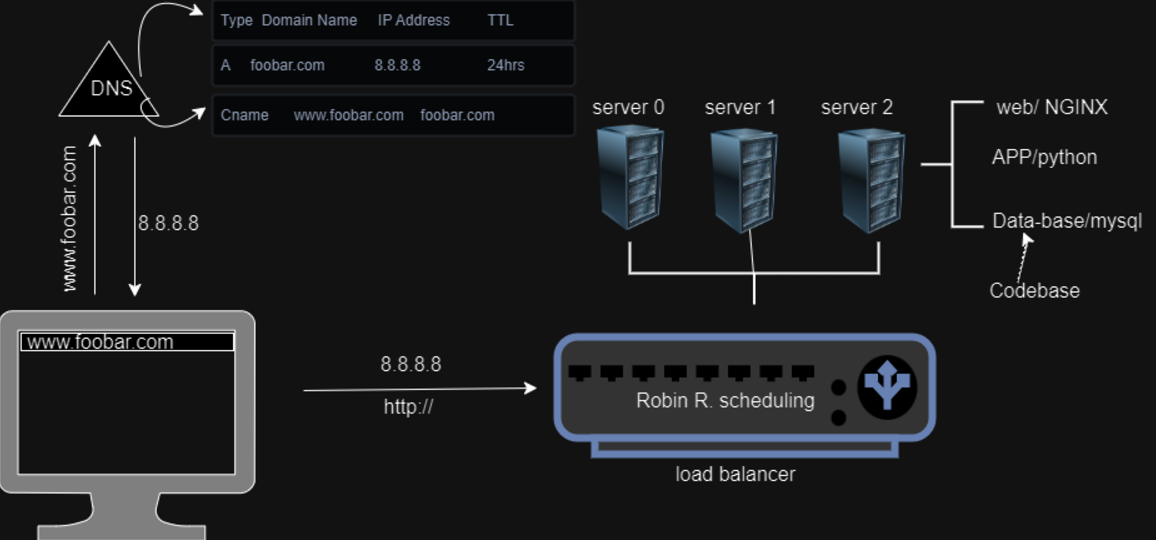 Type Domain Name IP Address TTL
A foobar.com 8.8.8.8 24hrs
Cname www.foobar.com foobar.com
DNS
www.foobar.com
8.8.8.8
www.foobar.com
8.8.8.8
http://
server 0 server 1 server 2
web/ NGINX
APP/python
Data-base/mysql
Codebase
Robin R. scheduling
load balancer